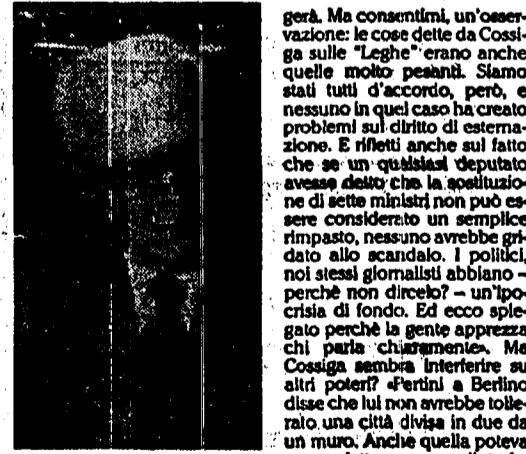 gerà. Ma consentimi, un'osser-
vazione: le cose dette da Cossi-
ga sulle "Leghe" erano anche
quelle molto pesanti. Siamo
stati tutti d'accordo, però, e
nessuno in quel caso ha creato
problemi sul diritto di esterna-
zione. E rifletti anche sul fatto
che se un qualsiasi deputato
avesse detto che la sostituzio-
ne di sette ministri non può es-
sere considerato un semplice
rimpasto, nessuno avrebbe gri-
dato allo scandalo. I politici,
noi stessi giornalisti abbiano –
perchè non dircelo? – un'ipo-
crisia di fondo. Ed ecco spie-
gato perchè la gente apprezza
chi parla chiaramente». Ma
Cossiga sembra interferire su
altri poteri? «Pertini a Berlino
disse che lui non avrebbe tolle-
rato una città divisa in due da
un muro. Anche quella poteva